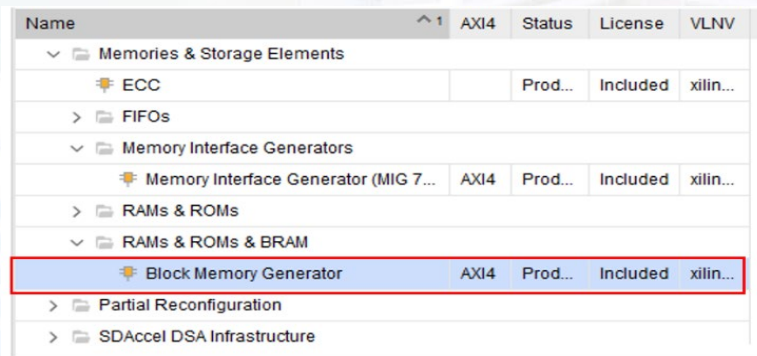 Name 1 AXI4 Status License VLNV
Memories & Storage Elements
ECC Prod... Included xilin...
FIFOs
Memory Interface Generators
Memory Interface Generator (MIG 7... AXI4 Prod... Included xilin...
RAMs & ROMs
RAMs & ROMs & BRAM
Block Memory Generator AXI4 Prod... Included xilin...
Partial Reconfiguration
SDAccel DSA Infrastructure